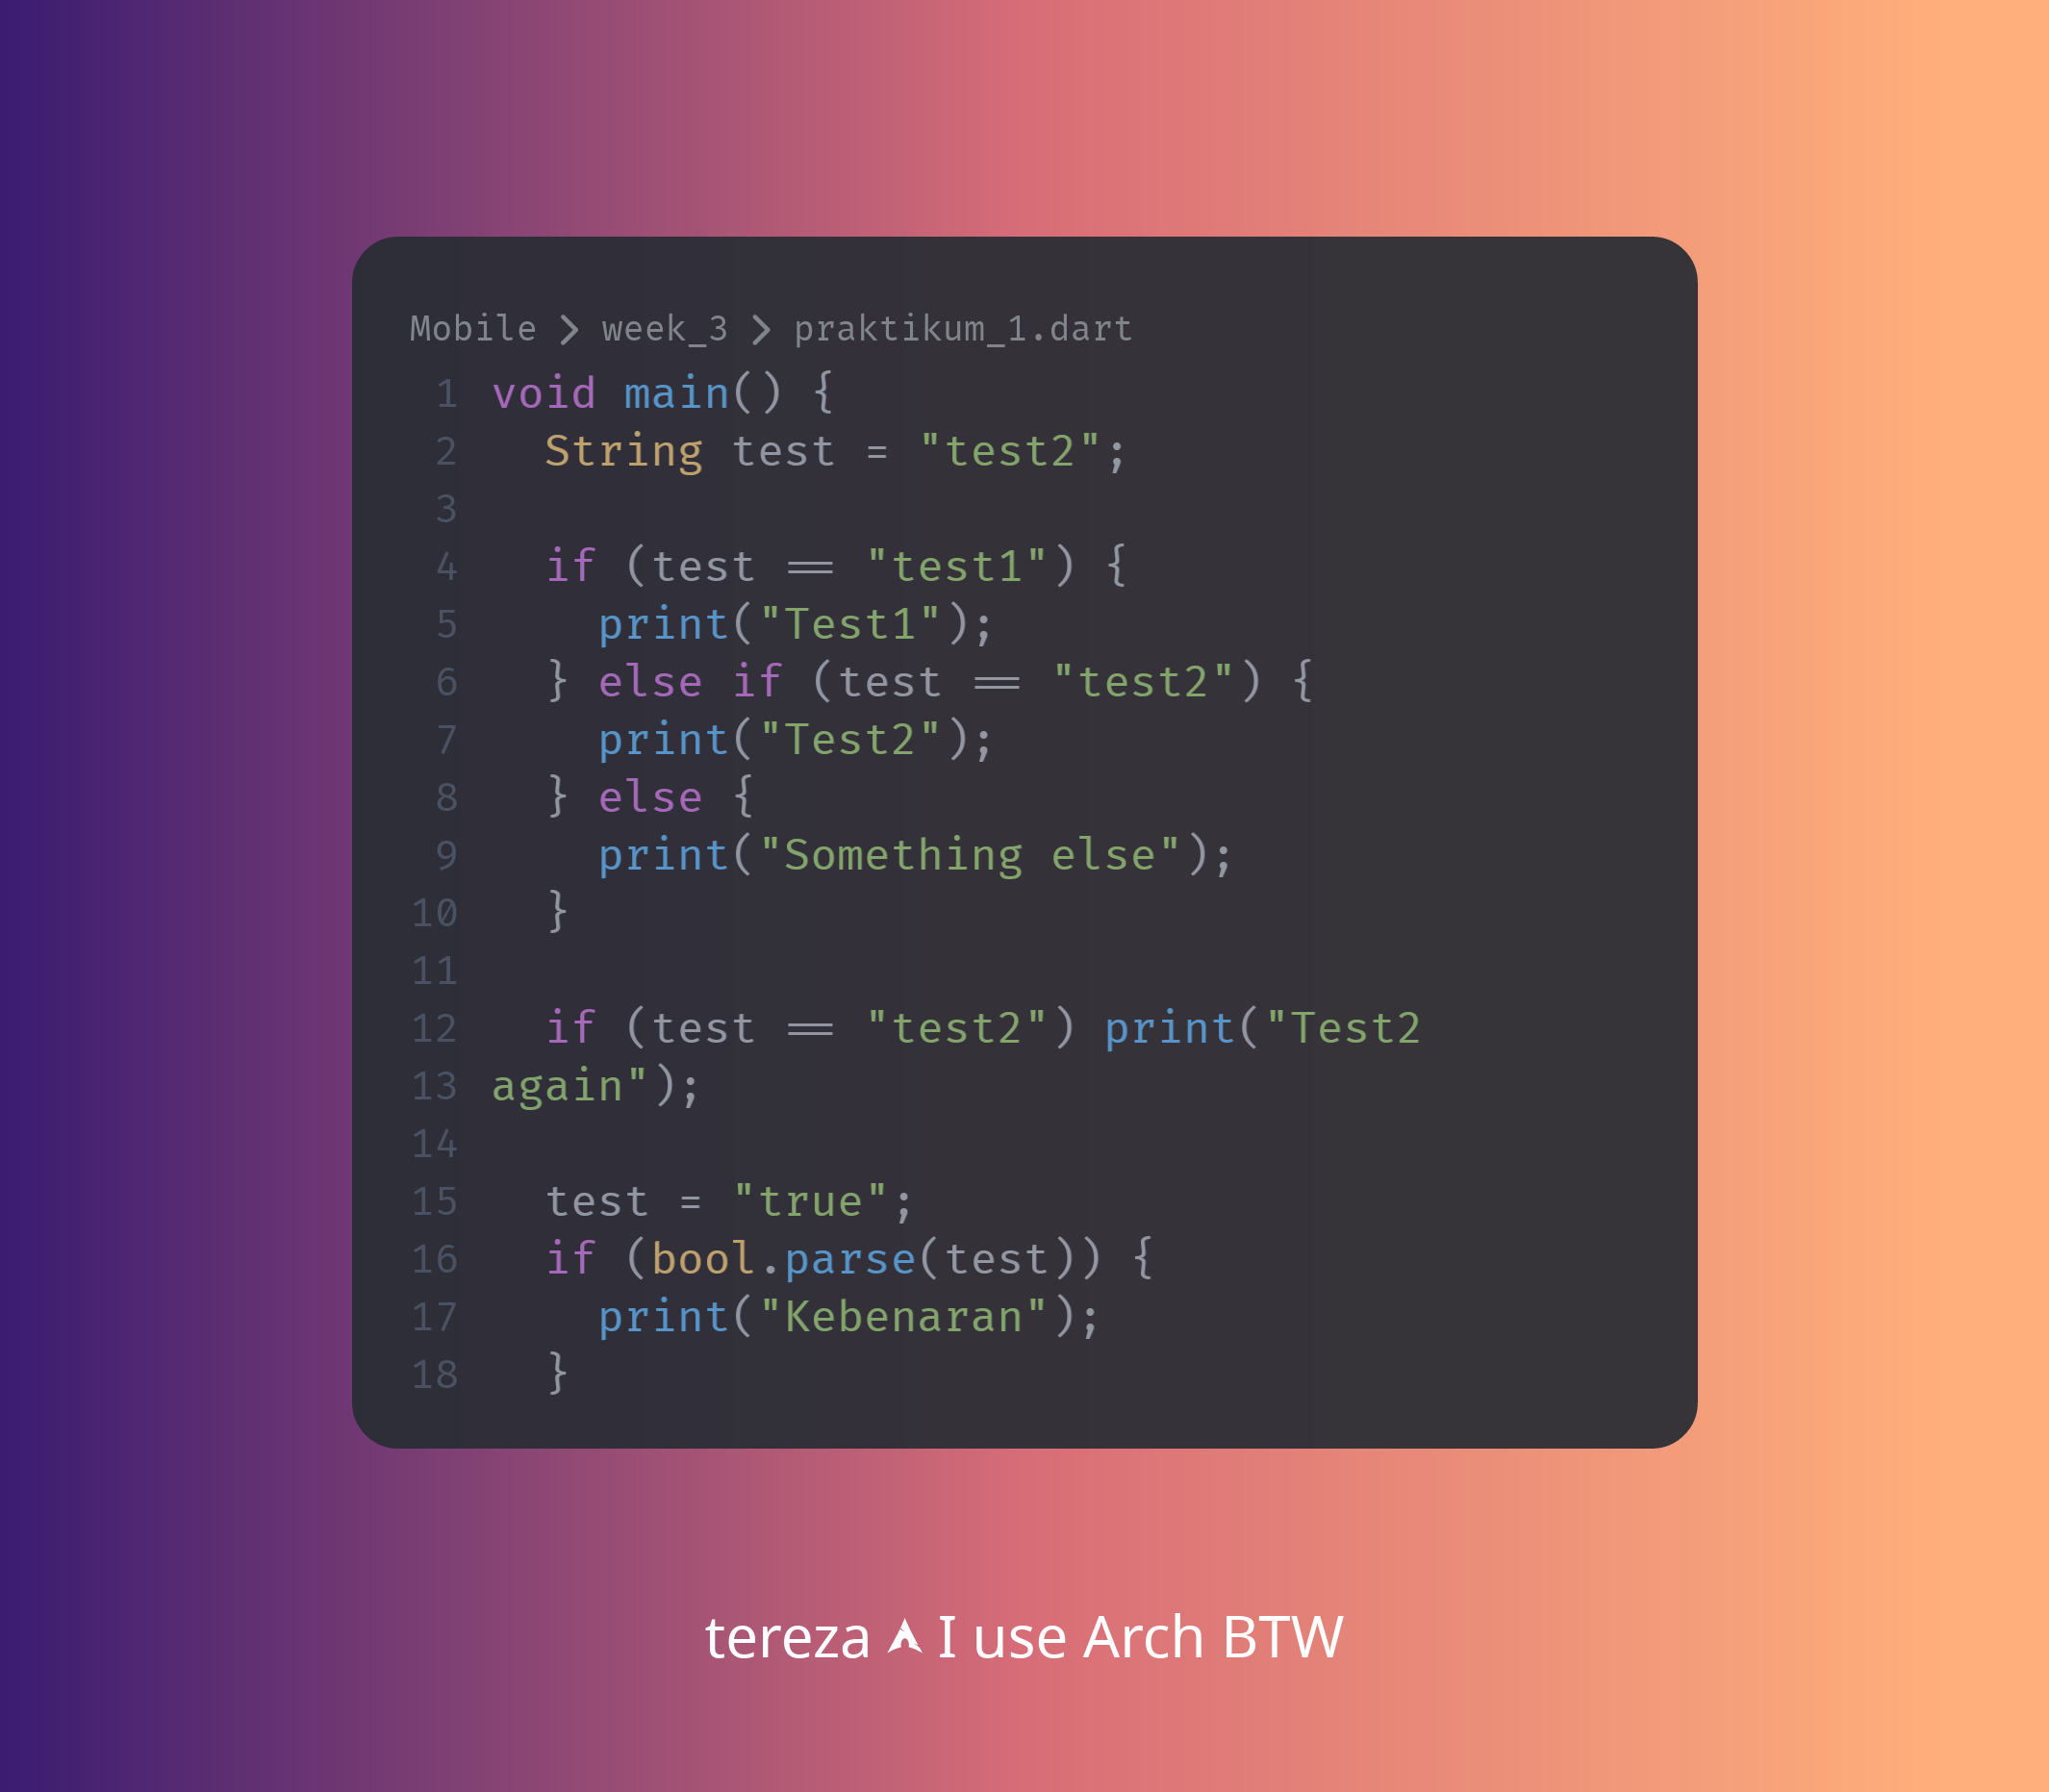 Mobile > week_3 > praktikum_1.dart
1 void main() {
2   String test = "test2";
3
4   if (test == "test1") {
5     print("Test1");
6   } else if (test == "test2") {
7     print("Test2");
8   } else {
9     print("Something else");
10   }
11
12   if (test == "test2") print("Test2
13 again");
14
15   test = "true";
16   if (bool.parse(test)) {
17     print("Kebenaran");
18   }
tereza I use Arch BTW